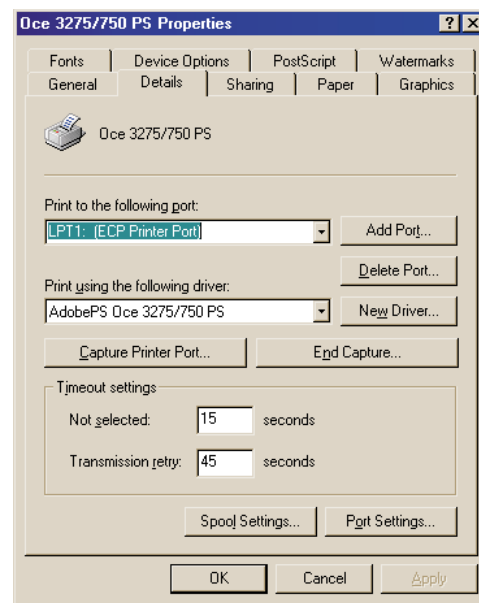 Oce 3275/750 PS Properties ? ×
Fonts Device Options PostScript Watermarks
General Details Sharing Paper Graphics
Oce 3275/750 PS
Print to the following port:
LPT1: (ECP Printer Port) Add Port...
Delete Port...
Print using the following driver:
AdobePS Oce 3275/750 PS New Driver...
Capture Printer Port... End Capture...
Timeout settings
Not selected: 15 seconds
Transmission retry: 45 seconds
Spool Settings... Port Settings...
OK Cancel Apply